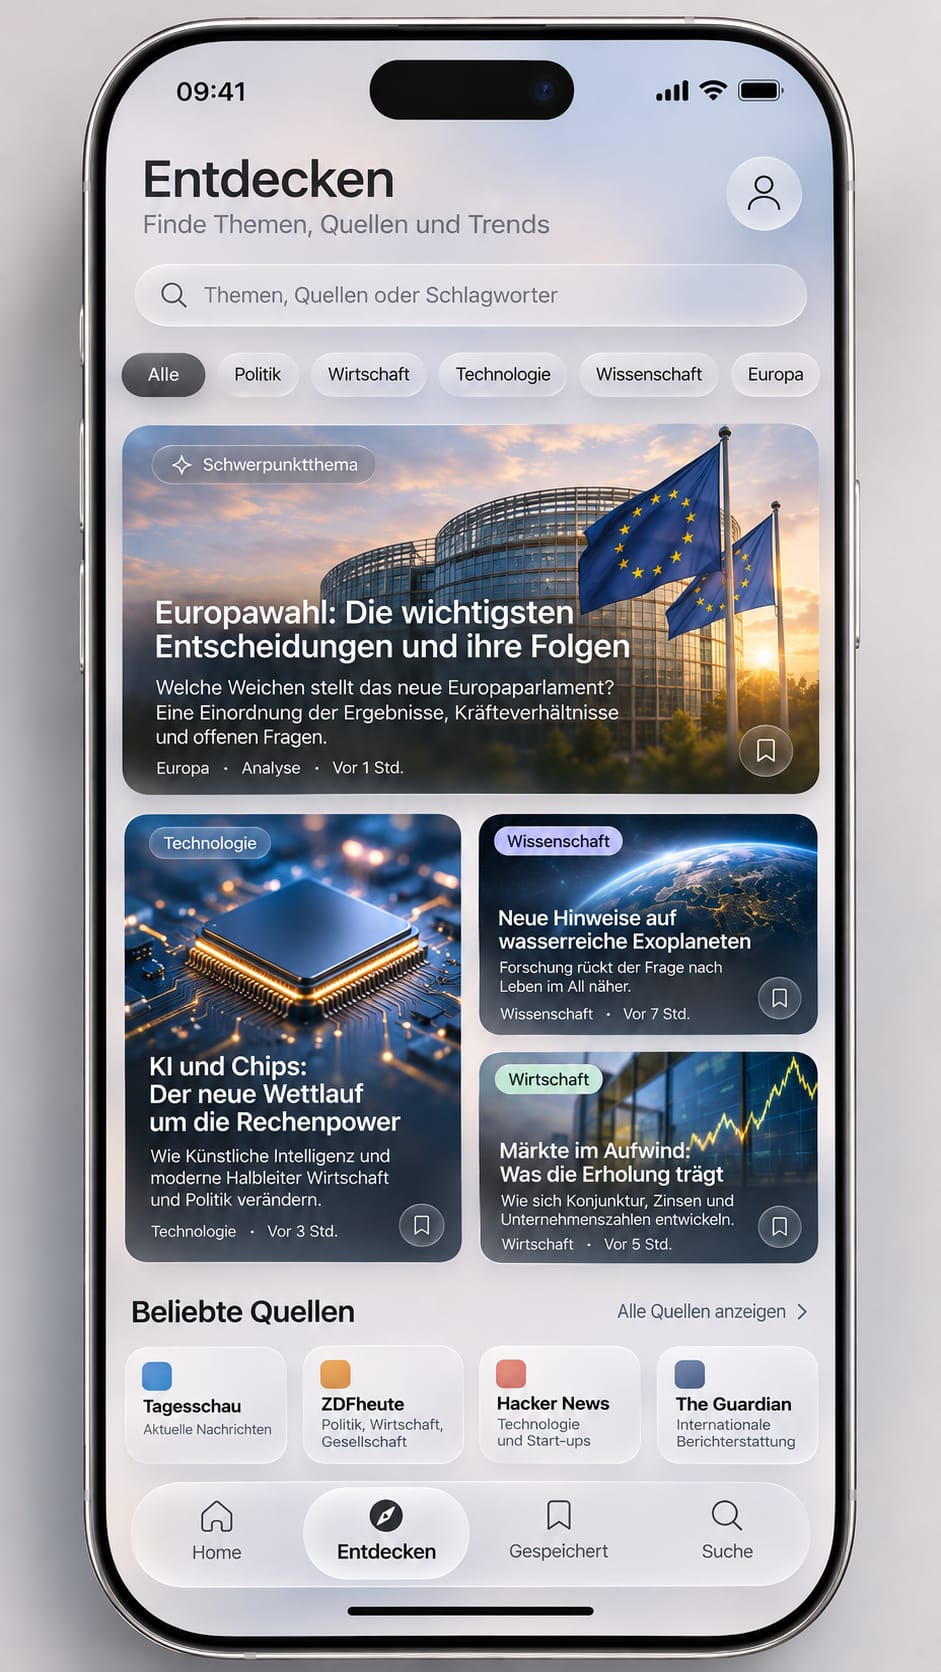 09:41
Entdecken
Finde Themen, Quellen und Trends
Themen, Quellen oder Schlagworter
Alle
Politik
Wirtschaft
Technologie
Wissenschaft
Europa
Schwerpunktthema
Europawahl: Die wichtigsten
Entscheidungen und ihre Folgen
Welche Weichen stellt das neue Europaparlament?
Eine Einordnung der Ergebnisse, Kräfteverhältnisse
und offenen Fragen.
Europa · Analyse · Vor 1 Std.
Technologie
KI und Chips:
Der neue Wettlauf
um die Rechenpower
Wie Künstliche Intelligenz und
moderne Halbleiter Wirtschaft
und Politik verändern.
Technologie · Vor 3 Std.
Wissenschaft
Neue Hinweise auf
wasserreiche Exoplaneten
Forschung rückt der Frage nach
Leben im All näher.
Wissenschaft · Vor 7 Std.
Wirtschaft
Märkte im Aufwind:
Was die Erholung trägt
Wie sich Konjunktur, Zinsen und
Unternehmenszahlen entwickeln.
Wirtschaft · Vor 5 Std.
Beliebte Quellen
Alle Quellen anzeigen
Tagesschau
Aktuelle Nachrichten
ZDFheute
Politik, Wirtschaft,
Gesellschaft
Hacker News
Technologie
und Start-ups
The Guardian
Internationale
Berichterstattung
Home
Entdecken
Gespeichert
Suche